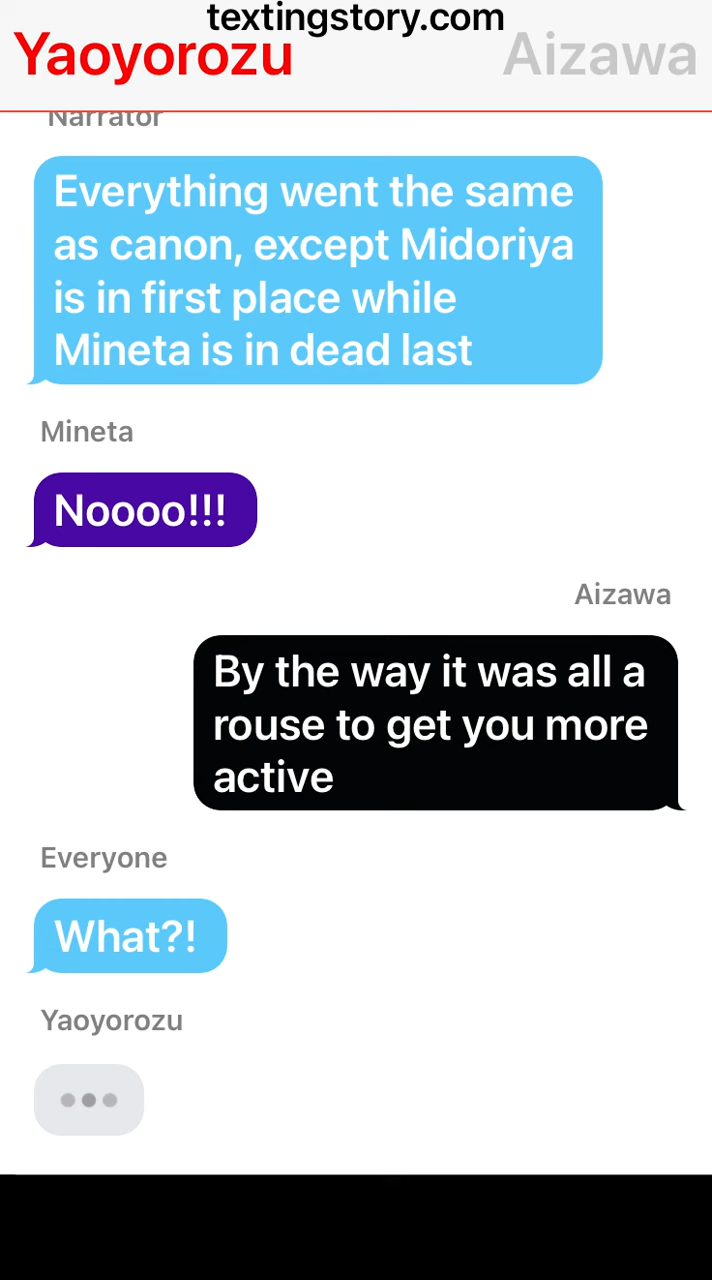 textingstory.com
Yaoyorozu Aizawa
Narrator
Everything went the same
as canon, except Midoriya
is in first place while
Mineta is in dead last
Mineta
Noooo!!!
Aizawa
By the way it was all a
rouse to get you more
active
Everyone
What?!
Yaoyorozu